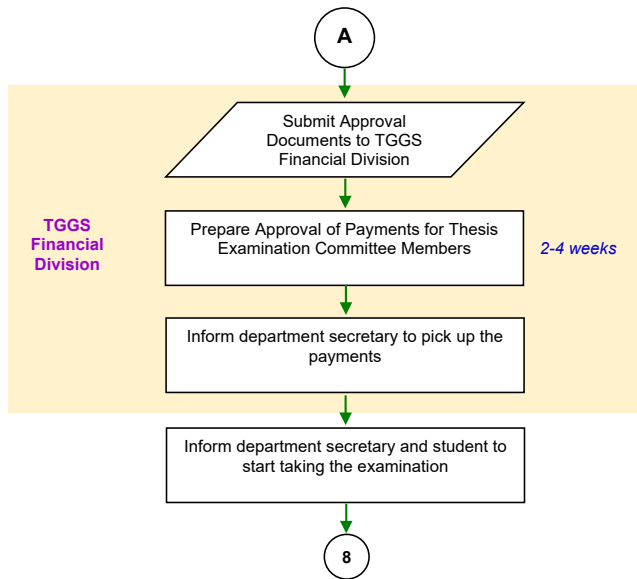 A
Submit Approval
Documents to TGGS
Financial Division
TGGS
Financial
Division
Prepare Approval of Payments for Thesis
Examination Committee Members
2-4 weeks
Inform department secretary to pick up the
payments
Inform department secretary and student to
start taking the examination
8